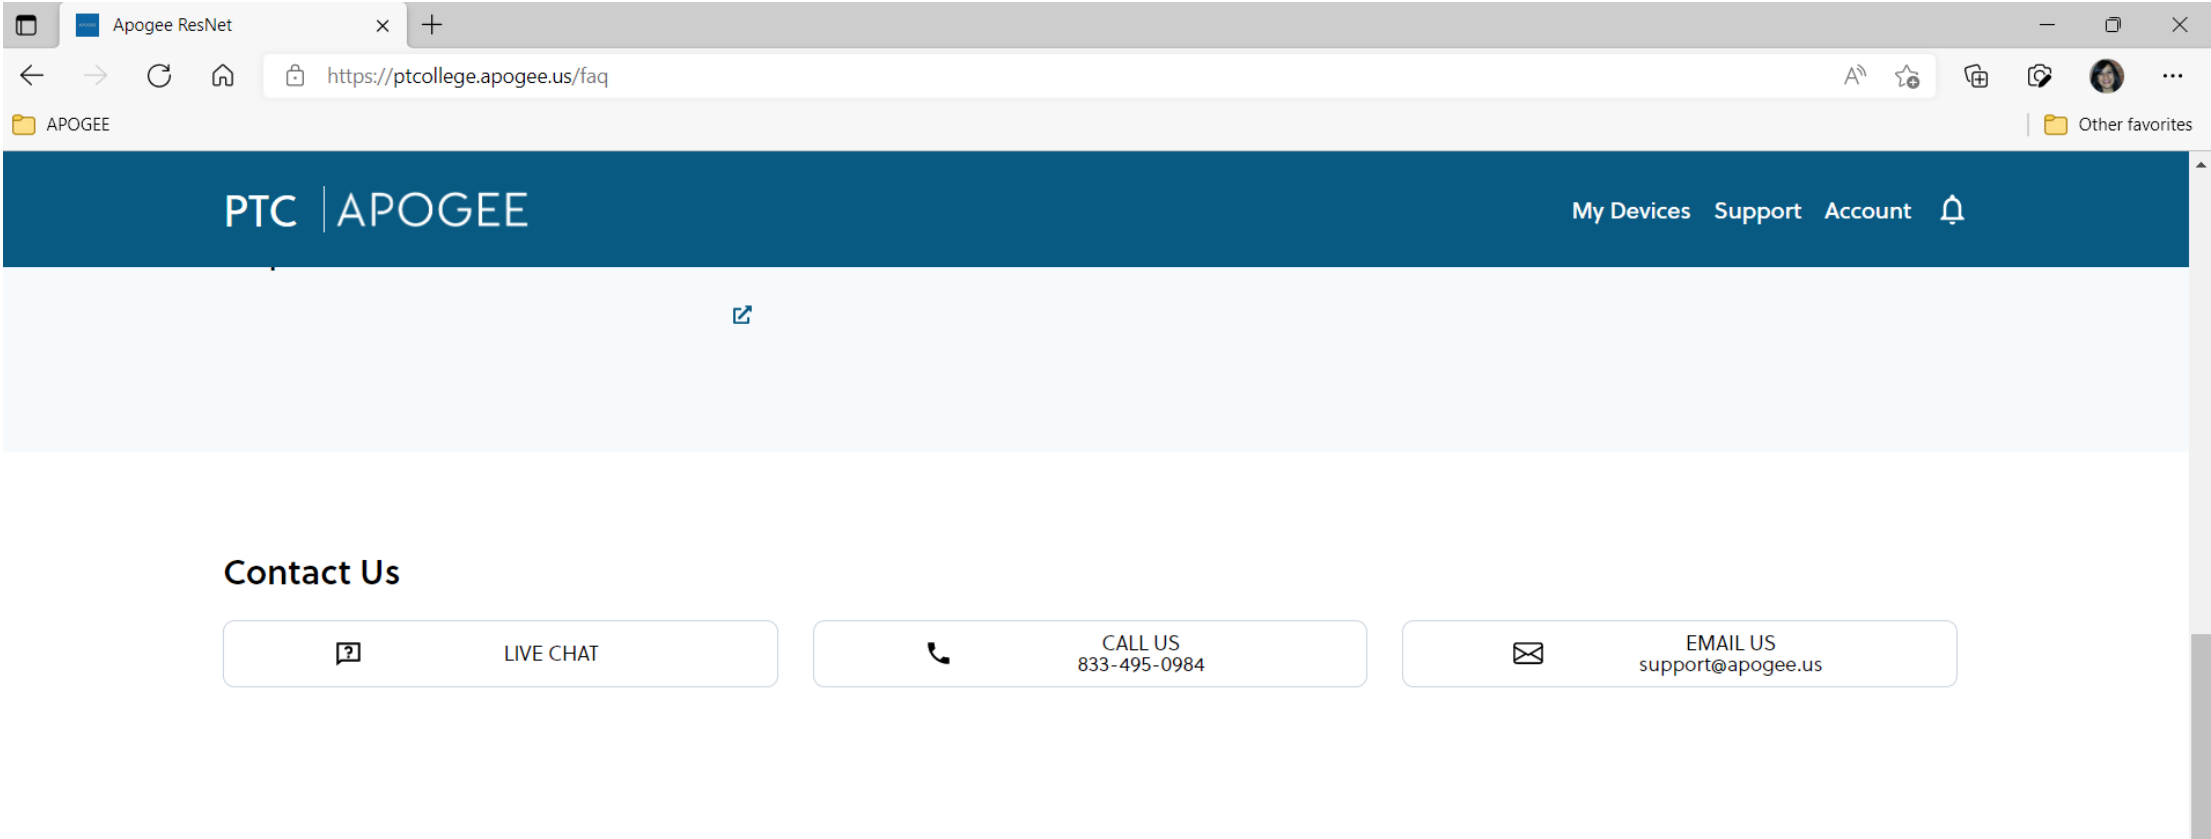 Apogee ResNet
https://ptcollege.apogee.us/faq
APOGEE
Other favorites
PTC | APOGEE
My Devices Support Account
Contact Us
LIVE CHAT
CALL US
833-495-0984
EMAIL US
support@apogee.us